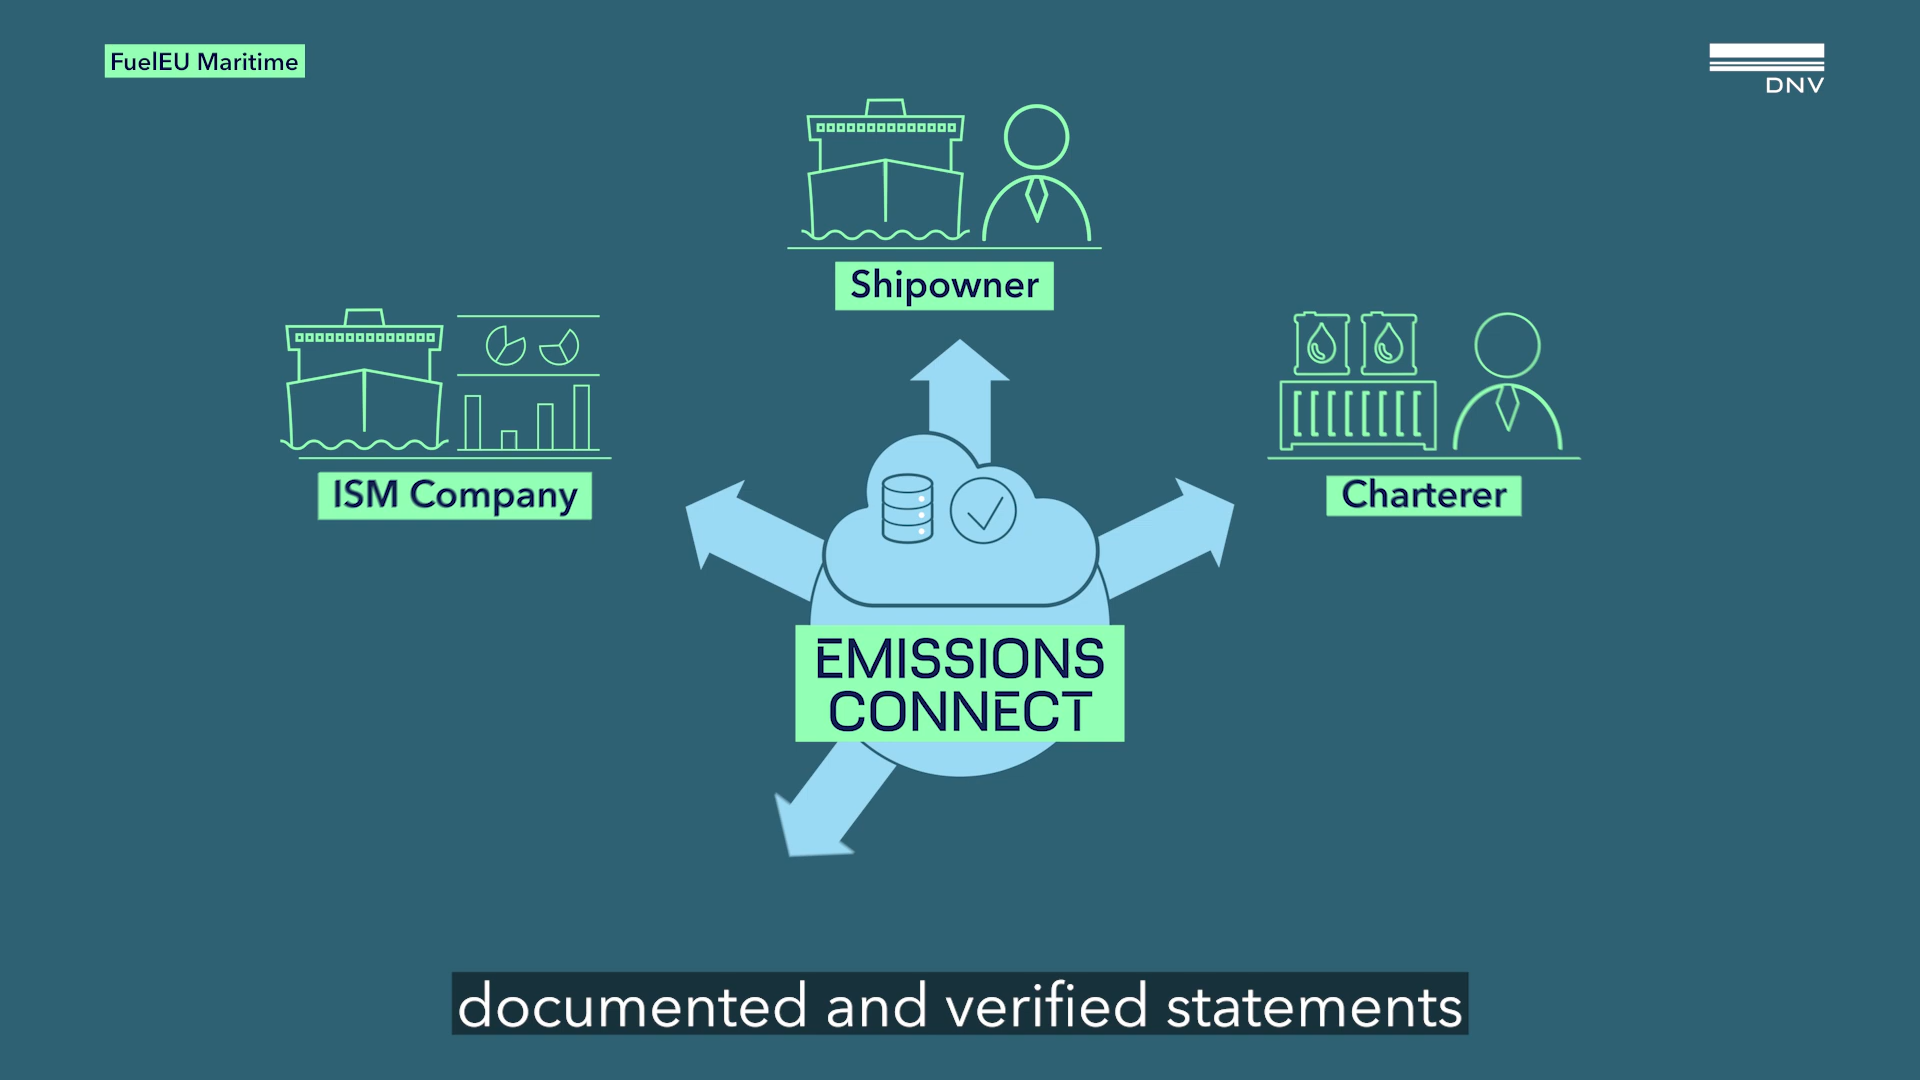 FuelEU Maritime
DNV
Shipowner
ISM Company
Charterer
EMISSIONS
CONNECT
documented and verified statements